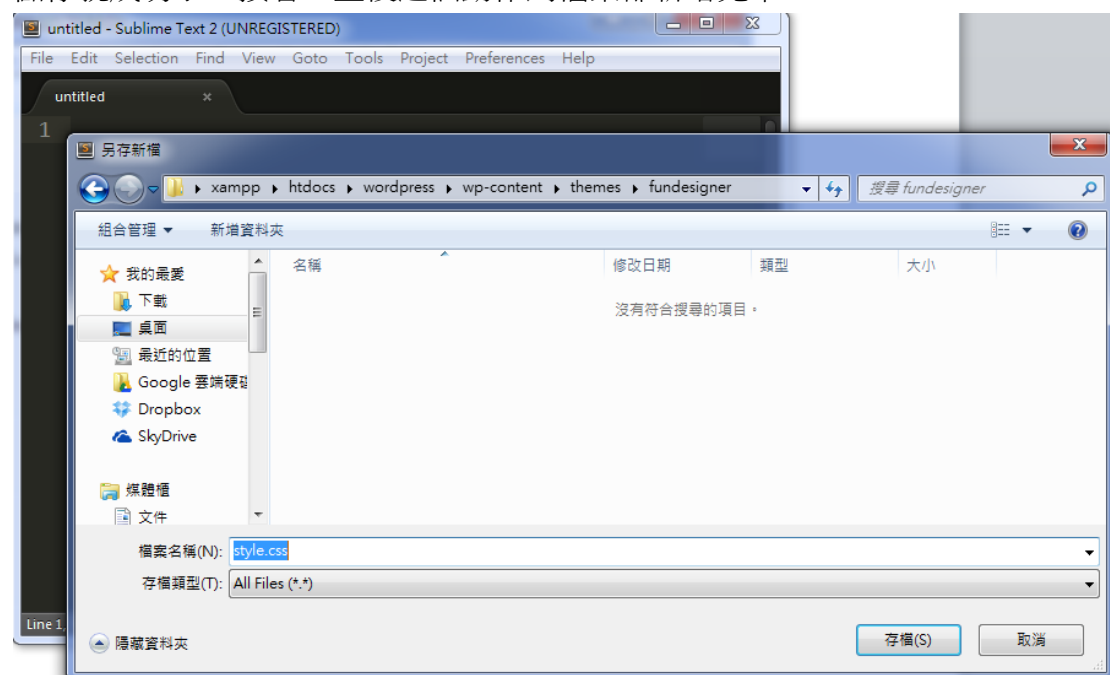 untitled - Sublime Text 2 (UNREGISTERED)
File Edit Selection Find View Goto Tools Project Preferences Help
untitled
1
另存新檔
xampp htdocs wordpress wp-content themes fundesigner
搜尋 fundesigner
組合管理 新增資料夾
名稱 修改日期 類型 大小
沒有符合搜尋的項目。
我的最愛
下載
桌面
最近的位置
Google 雲端硬碟
Dropbox
SkyDrive
媒體櫃
文件
檔案名稱(N): style.css
存檔類型(T): All Files (*.*)
Line 1,
隱藏資料夾
存檔(S) 取消